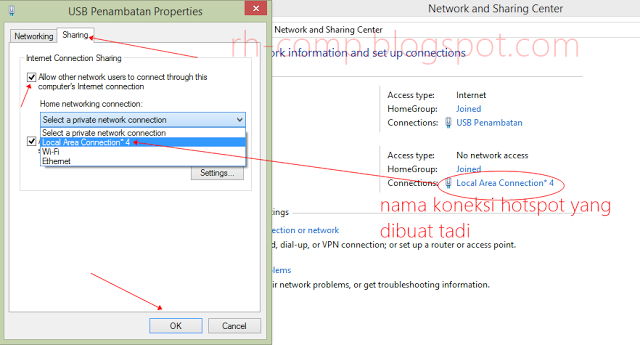 USB Penambatan Properties
Networking
Sharing
Internet Connection Sharing
Allow other network users to connect through this
computer's Internet connection
Home networking connection:
Select a private network connection
Select a private network connection
Local Area Connection* 4
Wi-Fi
Ethernet
Settings...
OK
Cancel
Network and Sharing Center
Network and Sharing Center
rh-comp.blogspot.com
work information and set up connections
Access type:
Internet
HomeGroup:
Joined
Connections:
USB Penambatan
Access type:
No network access
HomeGroup:
Joined
Connections:
Local Area Connection* 4
nama koneksi hotspot yang
dibuat tadi
ettings
nection or network
nd, dial-up, or VPN connection; or set up a router or access point.
oblems
ir network problems, or get troubleshooting information.